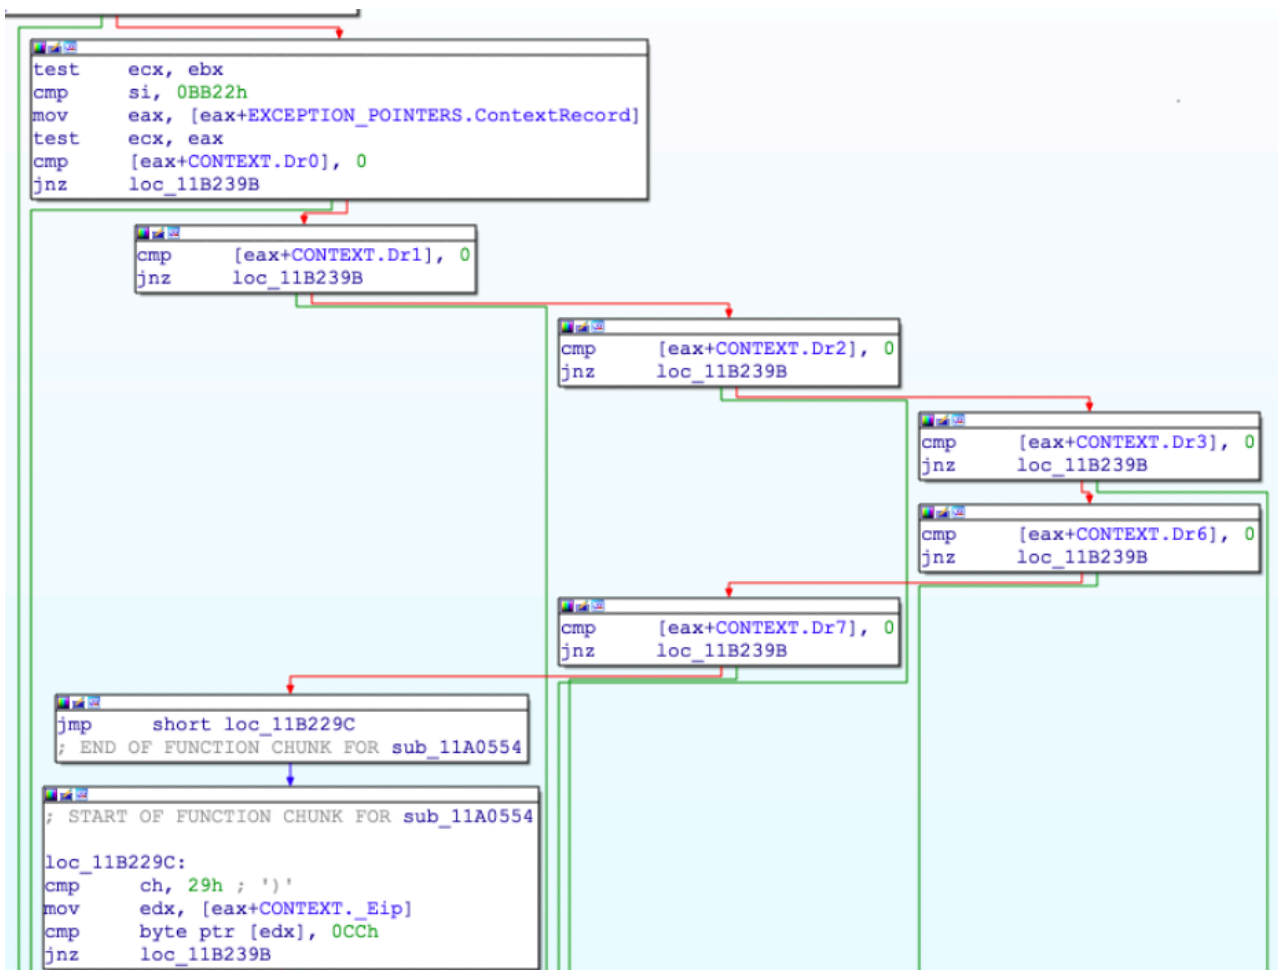 test ecx, ebx
cmp si, 0BB22h
mov eax, [eax+EXCEPTION_POINTERS.ContextRecord]
test ecx, eax
cmp [eax+CONTEXT.Dr0], 0
jnz loc_11B239B
cmp [eax+CONTEXT.Dr1], 0
jnz loc_11B239B
cmp [eax+CONTEXT.Dr2], 0
jnz loc_11B239B
cmp [eax+CONTEXT.Dr3], 0
jnz loc_11B239B
cmp [eax+CONTEXT.Dr6], 0
jnz loc_11B239B
cmp [eax+CONTEXT.Dr7], 0
jnz loc_11B239B
jmp short loc_11B229C
; END OF FUNCTION CHUNK FOR sub_11A0554
; START OF FUNCTION CHUNK FOR sub_11A0554
loc_11B229C:
cmp ch, 29h ; ')'
mov edx, [eax+CONTEXT._Eip]
cmp byte ptr [edx], 0CCh
jnz loc_11B239B